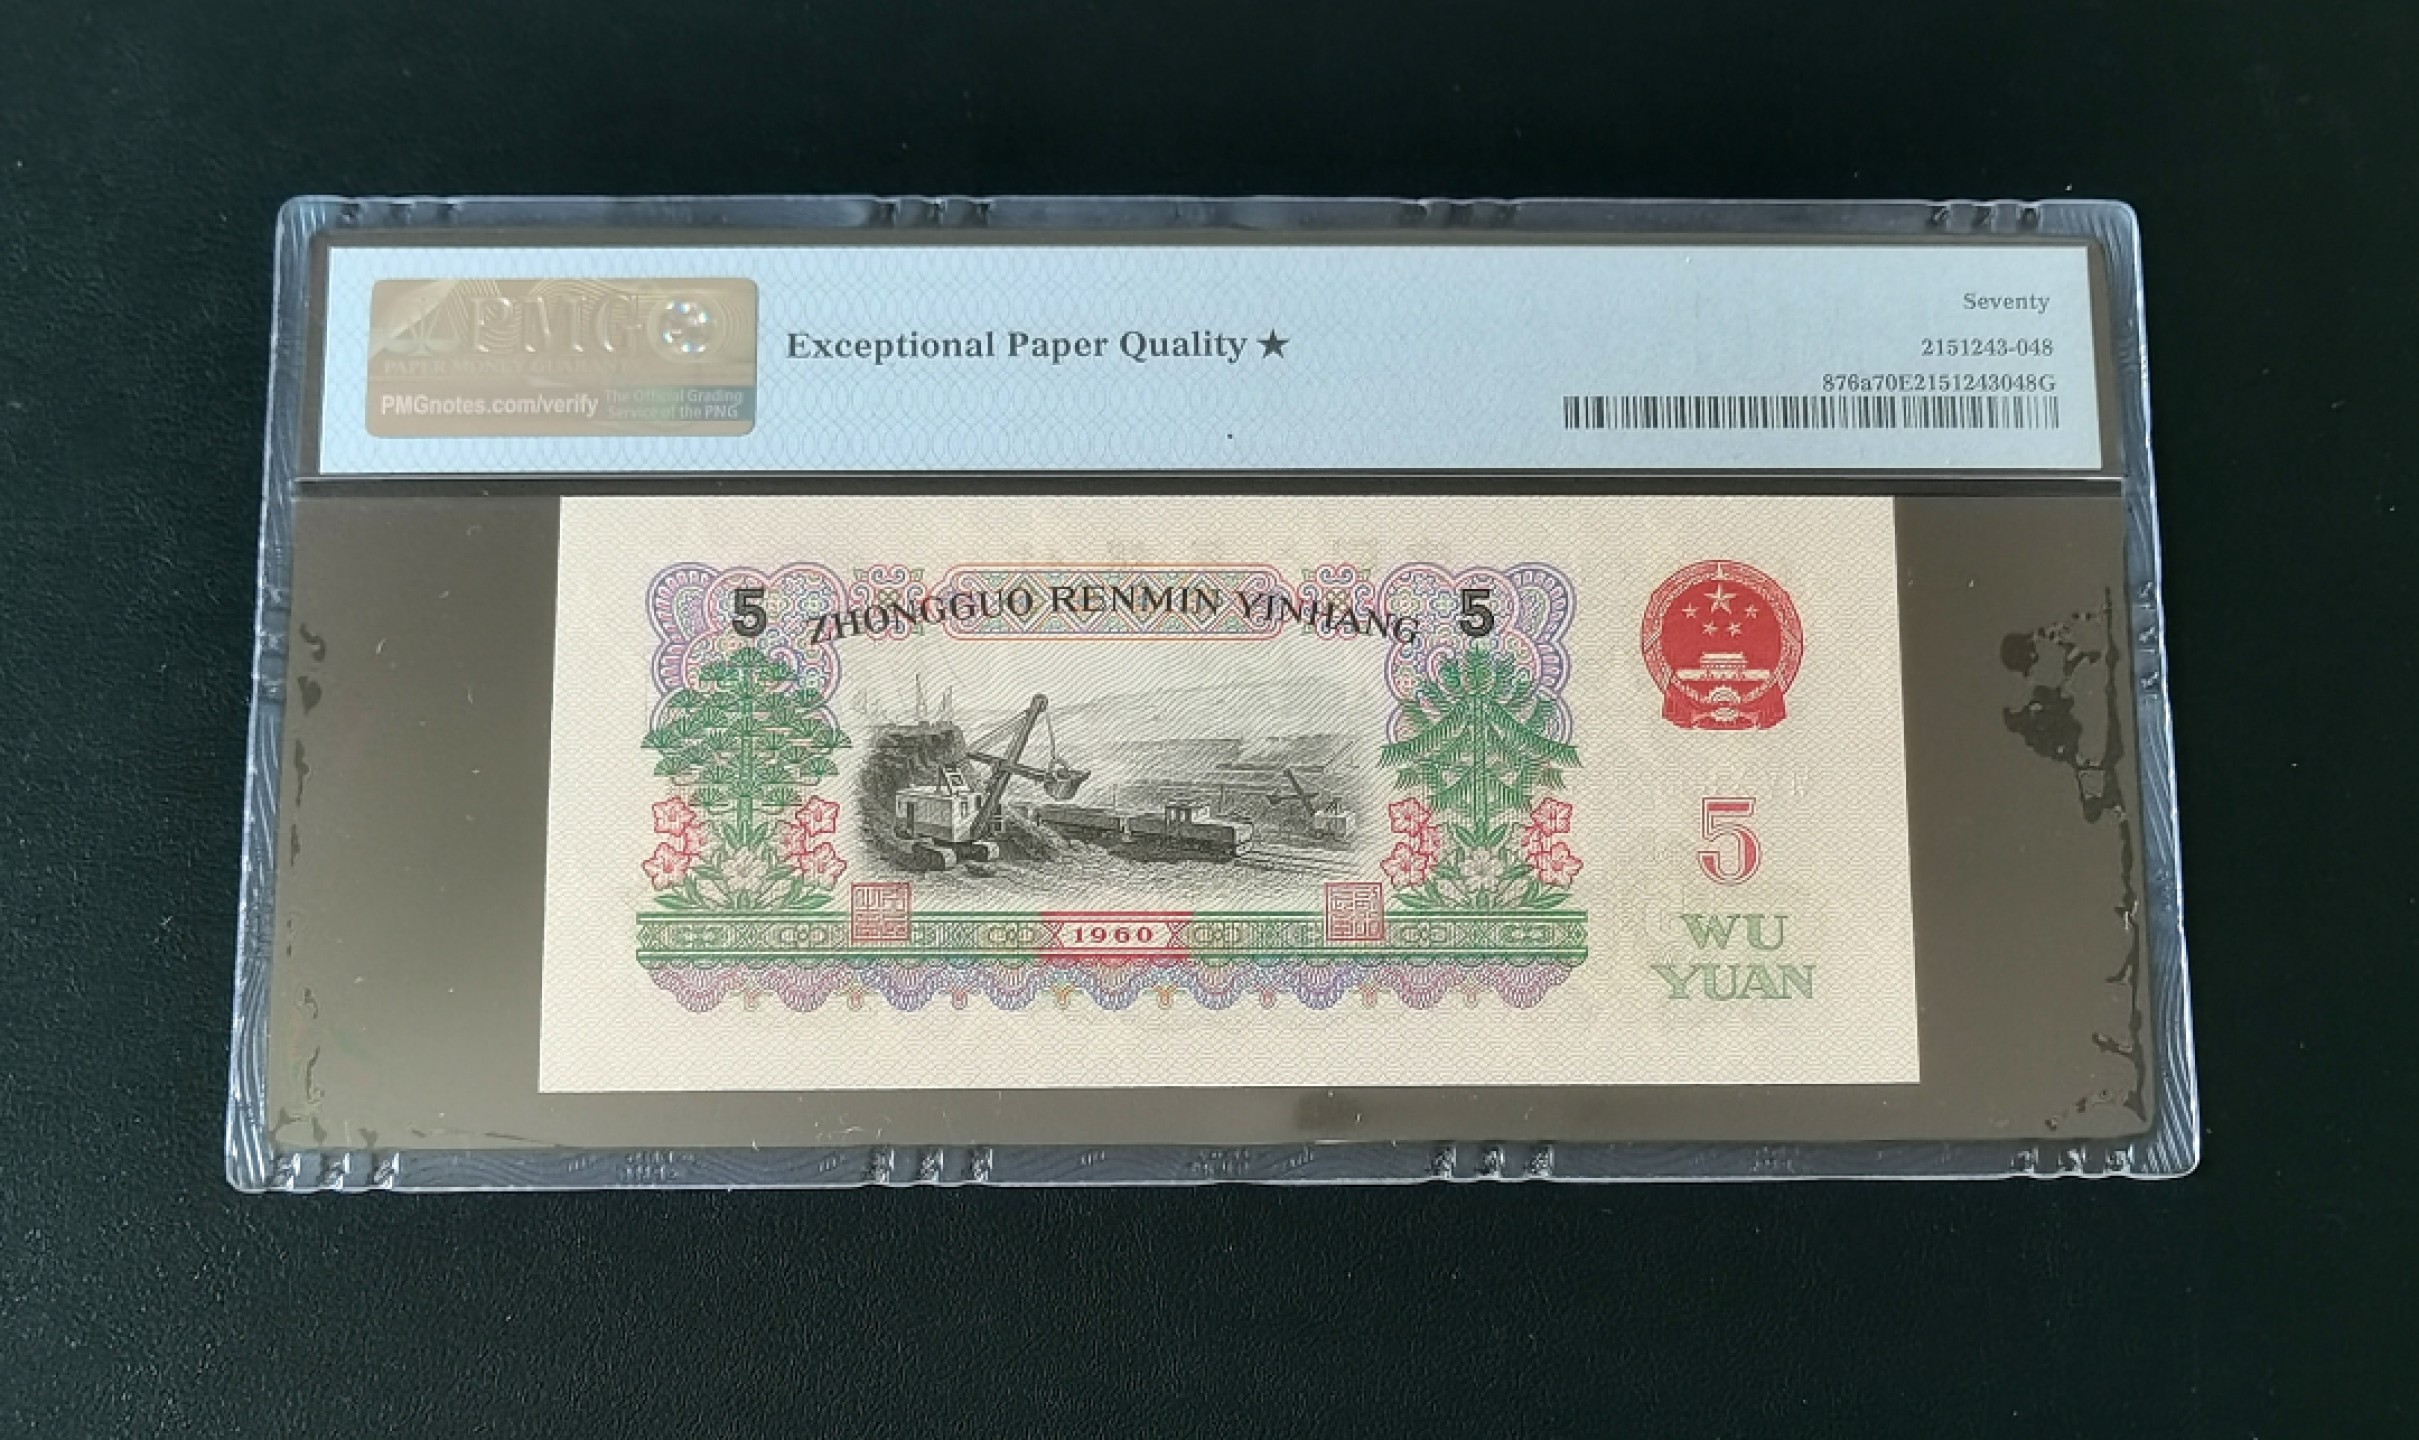 PMG
PAPER MONEY GUARANTY
PMGnotes.com/verify
The Official Grading
Service of the PNG
Exceptional Paper Quality ★
Seventy
2151243-048
876a70E2151243048G
5 ZHONGGUO RENMIN YINHANG 5
1960
5
WU
YUAN